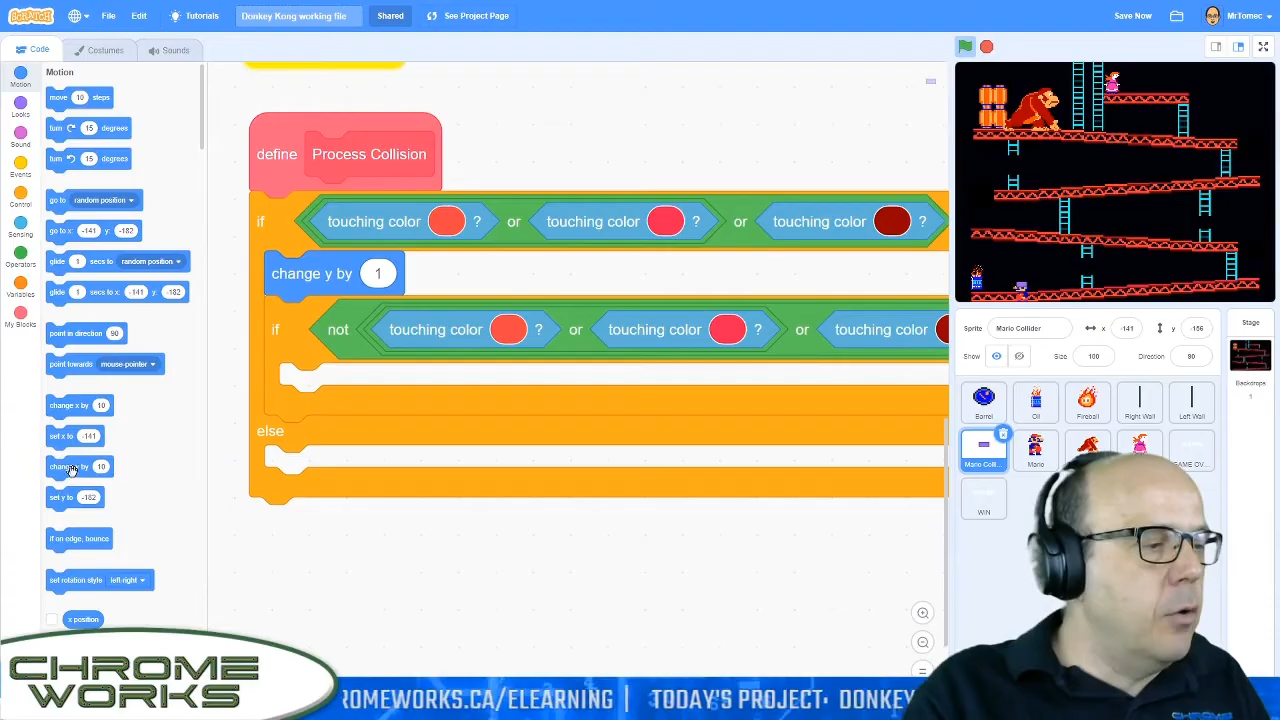 SCRATCH
File
Edit
Tutorials
Donkey Kong working file
Shared
See Project Page
Save Now
MrTomec
Code
Costumes
Sounds
Motion
Looks
Sound
Events
Control
Sensing
Operators
Variables
My Blocks
Motion
move 10 steps
turn 15 degrees
turn 15 degrees
go to random position
go to x: -141 y: -182
glide 1 secs to random position
glide 1 secs to x: -141 y: -182
point in direction 90
point towards mouse-pointer
change x by 10
set x to -141
change y by 10
set y to -182
if on edge, bounce
set rotation style left-right
x position
define Process Collision
if touching color ? or touching color ? or touching color ?
change y by 1
if not touching color ? or touching color ? or touching color
else
Sprite Mario Collider x -141 y -156
Show Size 100 Direction 90
Stage
Backdrops
1
Barrel
Oil
Fireball
Right Wall
Left Wall
Mario Colli...
Mario
WIN
CHROME
WORKS
CHROMEWORKS.CA/ELEARNING | TODAY'S PROJECT: DONKEY